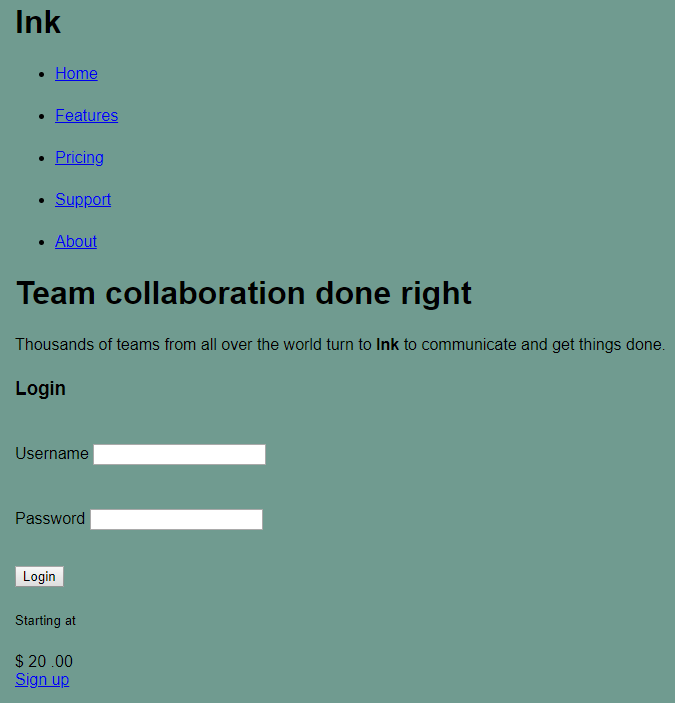 Ink
Home
Features
Pricing
Support
About
Team collaboration done right
Thousands of teams from all over the world turn to Ink to communicate and get things done.
Login
Username
Password
Login
Starting at
$ 20 .00
Sign up